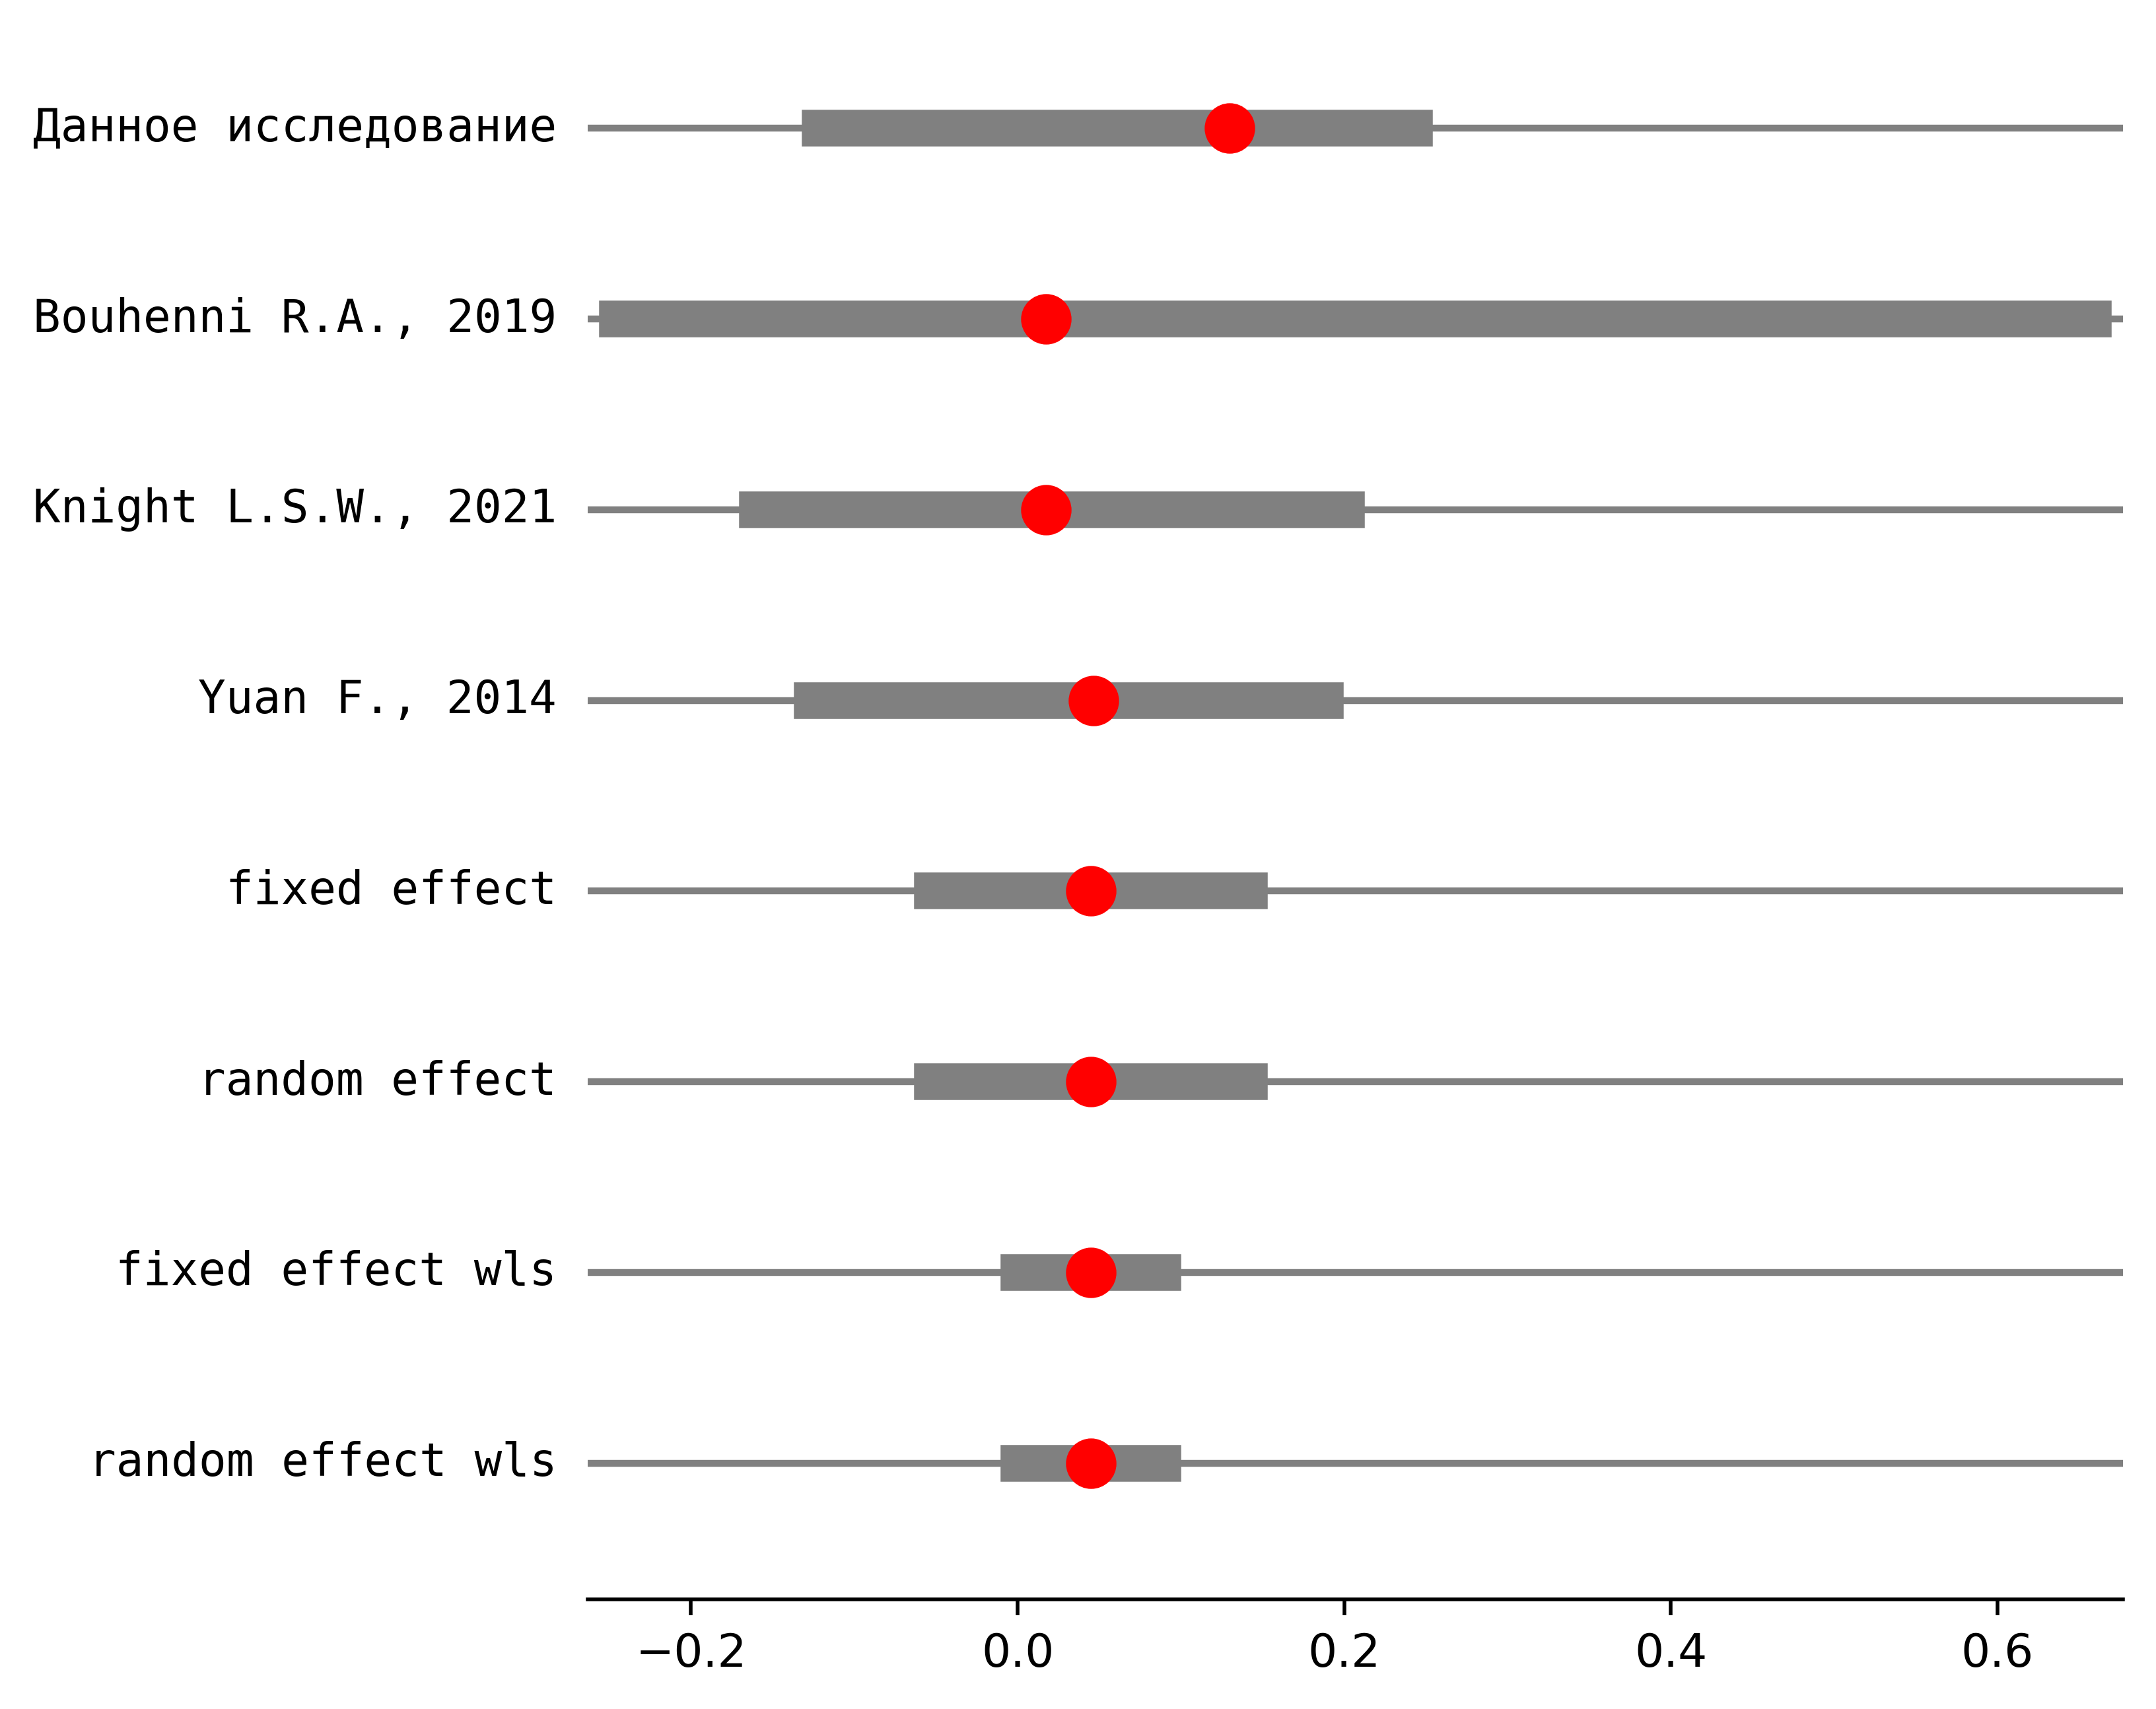 Данное исследование
Bouhenni R.A., 2019
Knight L.S.W., 2021
Yuan F., 2014
fixed effect
random effect
fixed effect wls
random effect wls
−0.2 0.0 0.2 0.4 0.6